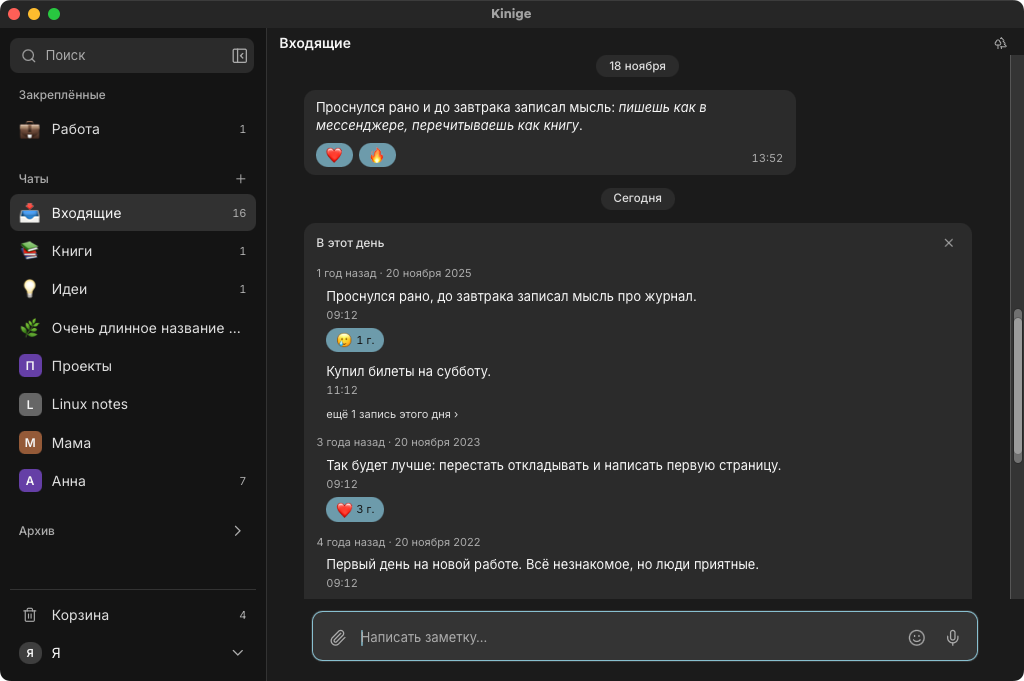 Kinige
Поиск
Закреплённые
Работа 1
Чаты
Входящие 16
Книги 1
Идеи 1
Очень длинное название ...
П Проекты
L Linux notes
М Мама
А Анна 7
Архив
Корзина 4
Я Я
Входящие
18 ноября
Проснулся рано и до завтрака записал мысль: пишешь как в
мессенджере, перечитываешь как книгу.
13:52
Сегодня
В этот день
1 год назад · 20 ноября 2025
Проснулся рано, до завтрака записал мысль про журнал.
09:12
1 г.
Купил билеты на субботу.
11:12
ещё 1 запись этого дня ›
3 года назад · 20 ноября 2023
Так будет лучше: перестать откладывать и написать первую страницу.
09:12
3 г.
4 года назад · 20 ноября 2022
Первый день на новой работе. Всё незнакомое, но люди приятные.
09:12
Написать заметку...